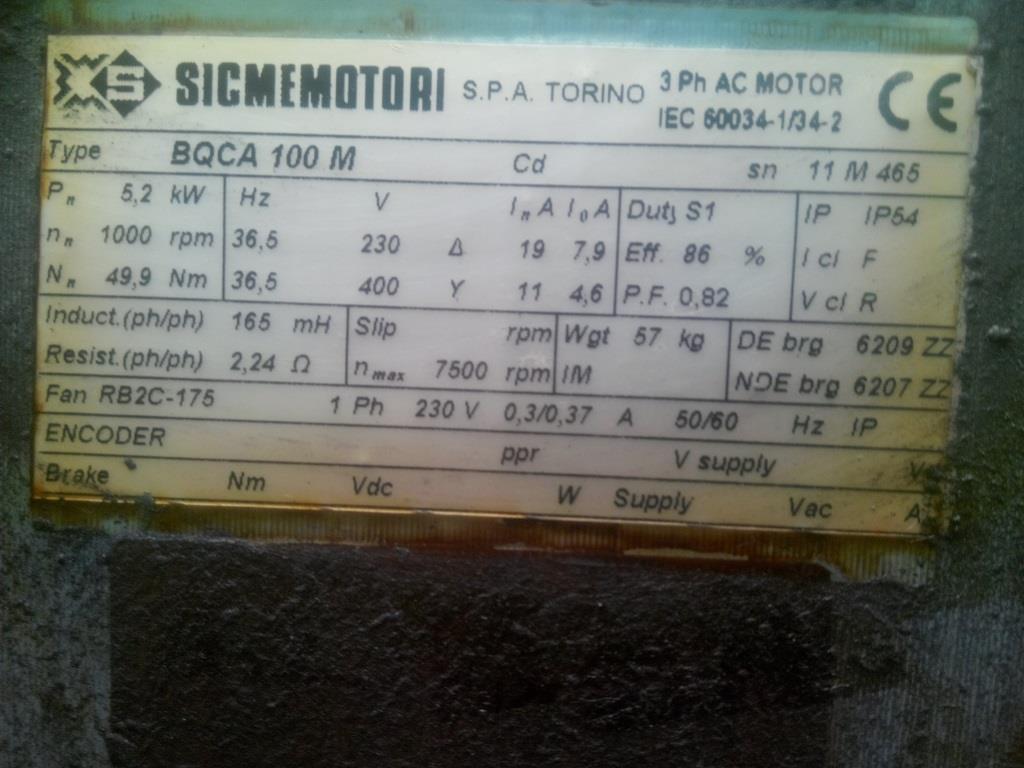 XS SICMEMOTORI S.P.A. TORINO 3 Ph AC MOTOR CE
IEC 60034-1/34-2
Type BQCA 100 M Cd sn 11 M 465
Pn 5,2 kW Hz V InA I0A Duty S1 IP IP54
nn 1000 rpm 36,5 230 Δ 19 7,9 Eff. 86 % I cl F
Nn 49,9 Nm 36,5 400 Y 11 4,6 P.F. 0,82 V cl R
Induct.(ph/ph) 165 mH Slip rpm Wgt 57 kg DE brg 6209 ZZ
Resist.(ph/ph) 2,24 Ω nmax 7500 rpm IM NDE brg 6207 ZZ
Fan RB2C-175 1 Ph 230 V 0,3/0,37 A 50/60 Hz IP
ENCODER ppr V supply
Brake Nm Vdc W Supply Vac A